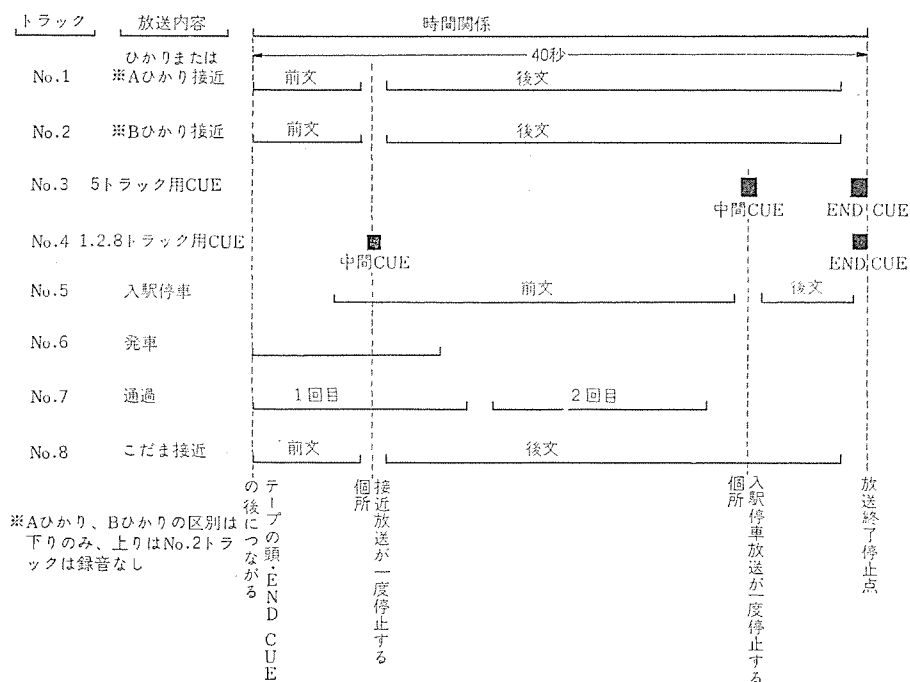 トラック 放送内容 時間関係
40秒
No.1 ひかりまたは
※Aひかり接近 前文 後文
No.2 ※Bひかり接近 前文 後文
No.3 5トラック用CUE 中間CUE END CUE
No.4 1.2.8トラック用CUE 中間CUE END CUE
No.5 入駅停車 前文 後文
No.6 発車
No.7 通過 1回目 2回目
No.8 こだま接近 前文 後文
テープの頭・END CUE
の後につながる
接近放送が一度停止する
個所
入駅停車放送が一度停止する
個所
放送終了停止点
※Aひかり、Bひかりの区別は
下りのみ、上りはNo.2トラ
ックは録音なし